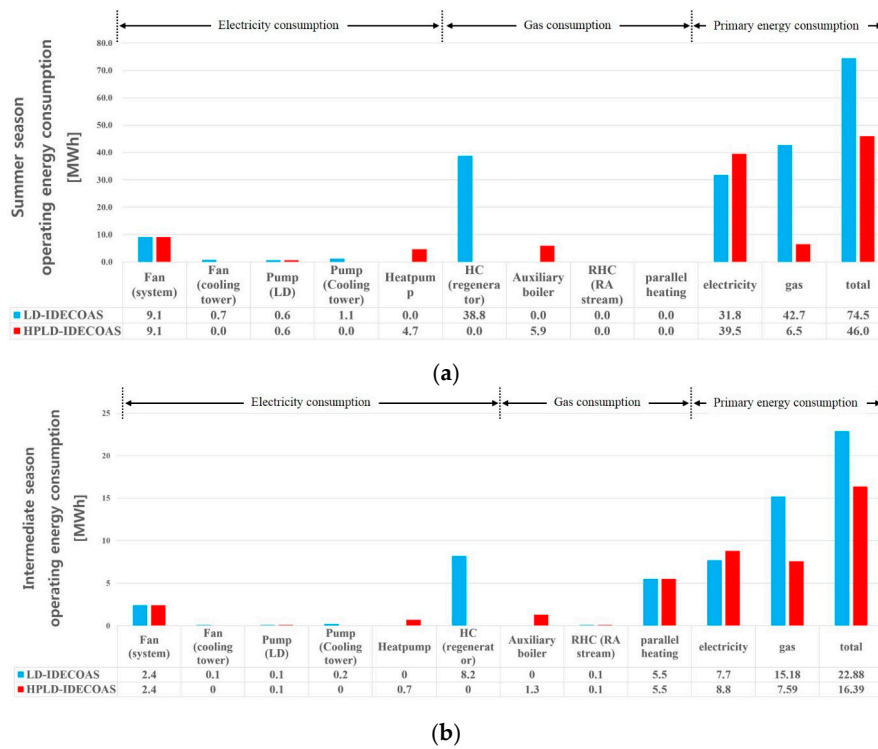 Electricity consumption Gas consumption Primary energy consumption
Summer season
operating energy consumption
[MWh]
80.0
70.0
60.0
50.0
40.0
30.0
20.0
10.0
0.0
Fan (system) Fan (cooling tower) Pump (LD) Pump (Cooling tower) Heatpum p HC (regenera tor) Auxiliary boiler RHC (RA stream) parallel heating electricity gas total
LD-IDECOAS 9.1 0.7 0.6 1.1 0.0 38.8 0.0 0.0 0.0 31.8 42.7 74.5
HPLD-IDECOAS 9.1 0.0 0.6 0.0 4.7 0.0 5.9 0.0 0.0 39.5 6.5 46.0
(a)
Electricity consumption Gas consumption Primary energy consumption
Intermediate season
operating energy consumption
[MWh]
25
20
15
10
5
0
Fan (system) Fan (cooling tower) Pump (LD) Pump (Cooling tower) Heatpump HC (regenerat or) Auxiliary boiler RHC (RA stream) parallel heating electricity gas total
LD-IDECOAS 2.4 0.1 0.1 0.2 0 8.2 0 0.1 5.5 7.7 15.18 22.88
HPLD-IDECOAS 2.4 0 0.1 0 0.7 0 1.3 0.1 5.5 8.8 7.59 16.39
(b)